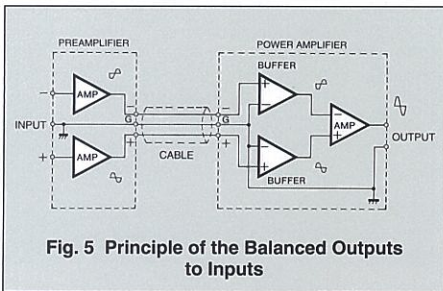 PREAMPLIFIER
POWER AMPLIFIER
BUFFER
−
AMP
−
−
+
−
INPUT
G
G
−
AMP
+
OUTPUT
+
AMP
+
+
CABLE
−
+
BUFFER
Fig. 5 Principle of the Balanced Outputs
to Inputs